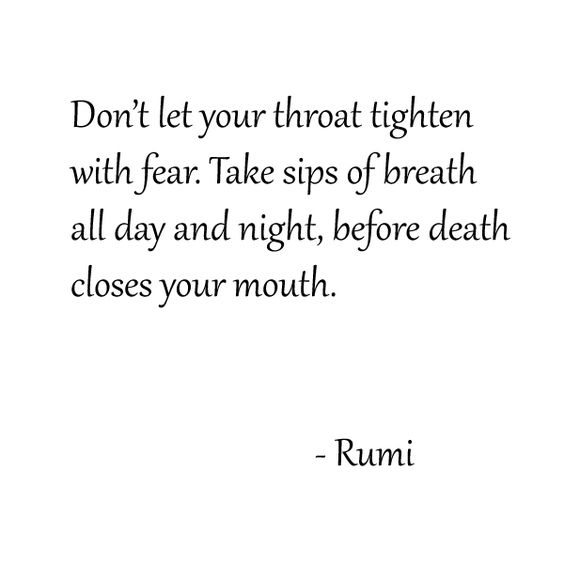 Don't let your throat tighten
with fear. Take sips of breath
all day and night, before death
closes your mouth.
- Rumi